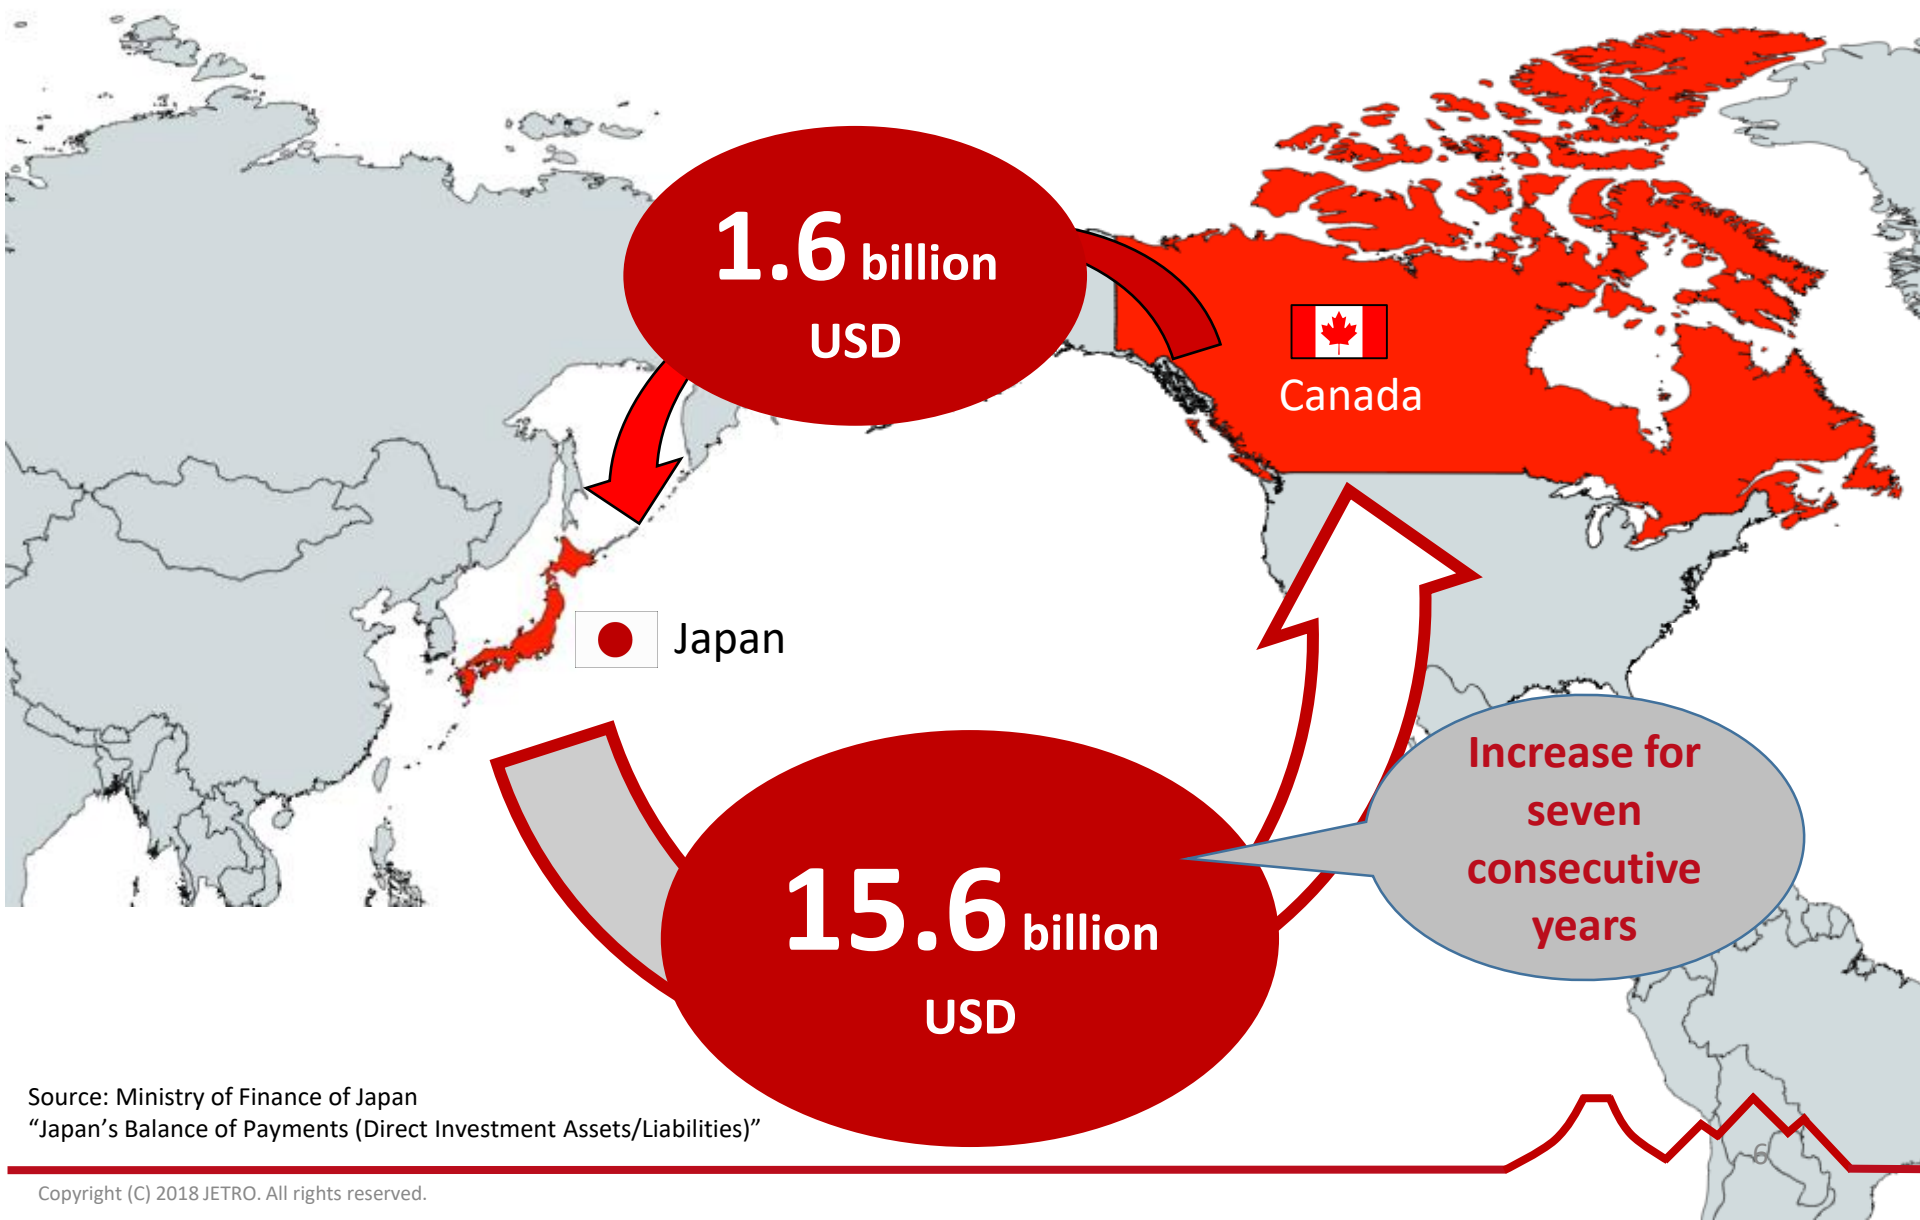 1.6 billion
USD
Canada
Japan
Increase for
seven
consecutive
years
15.6 billion
USD
Source: Ministry of Finance of Japan
“Japan’s Balance of Payments (Direct Investment Assets/Liabilities)”
6
Copyright (C) 2018 JETRO. All rights reserved.